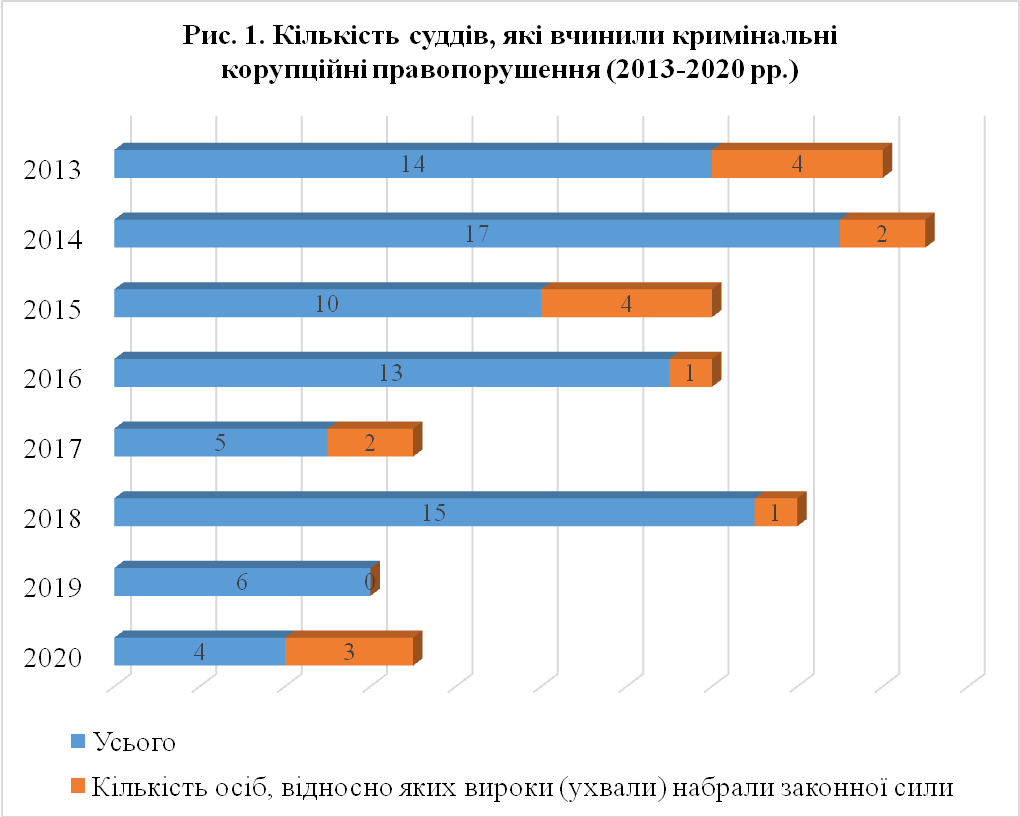 Рис. 1. Кількість суддів, які вчинили кримінальні
корупційні правопорушення (2013-2020 рр.)
2013 14 4
2014 17 2
2015 10 4
2016 13 1
2017 5 2
2018 15 1
2019 6 0
2020 4 3
Усього
Кількість осіб, відносно яких вироки (ухвали) набрали законної сили